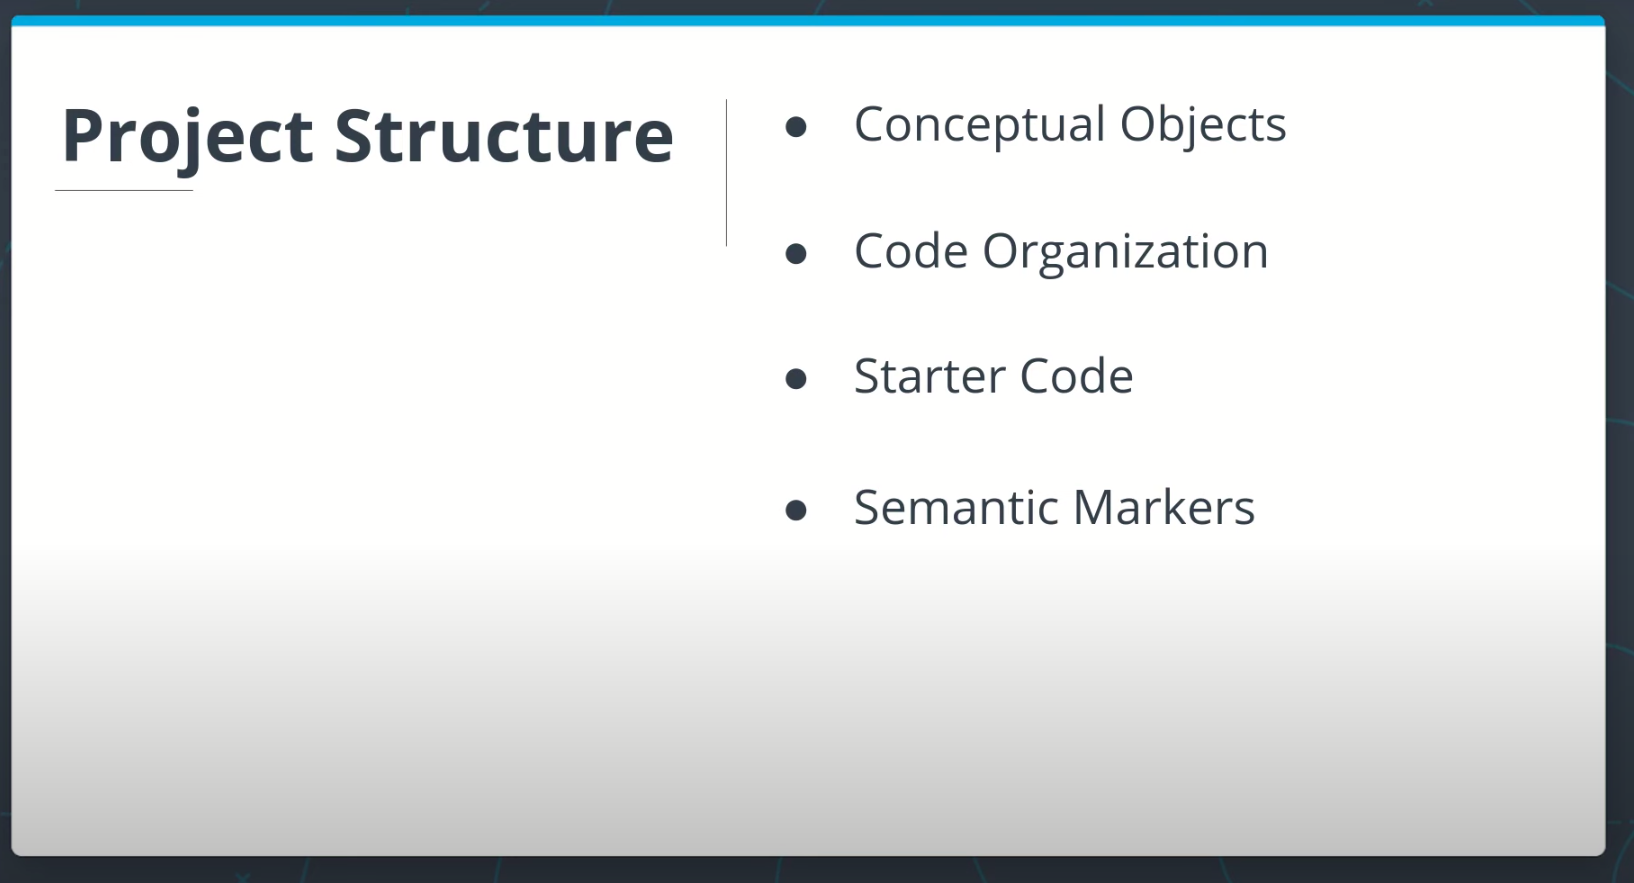 Project Structure
● Conceptual Objects
● Code Organization
● Starter Code
● Semantic Markers